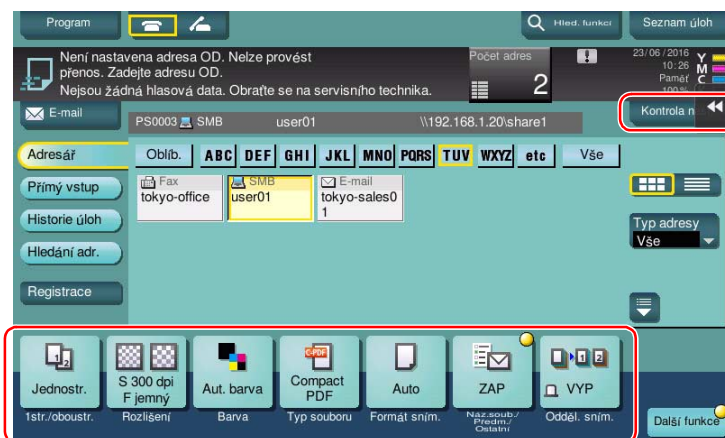 Program
Hled. funkcí
Seznam úloh
Není nastavena adresa OD. Nelze provést
přenos. Zadejte adresu OD.
Nejsou žádná hlasová data. Obraťte se na servisního technika.
Počet adres
2
23/06/2016
10:26
Paměť
100%
Y
M
C
E-mail
PS0003 SMB user01 \\192.168.1.20\share1
Kontrola n
Adresář
Oblíb. ABC DEF GHI JKL MNO PQRS TUV WXYZ etc Vše
Přímý vstup
Historie úloh
Hledání adr.
Registrace
Fax
tokyo-office
SMB
user01
E-mail
tokyo-sales0
1
Typ adresy
Vše
Jednostr.
1str./oboustr.
S 300 dpi
F jemný
Rozlišení
Aut. barva
Barva
C-PDF
Compact
PDF
Typ souboru
Auto
Formát sním.
ZAP
Náz.soub./
Předm./
Ostatní
VYP
Odděl. sním.
Další funkce